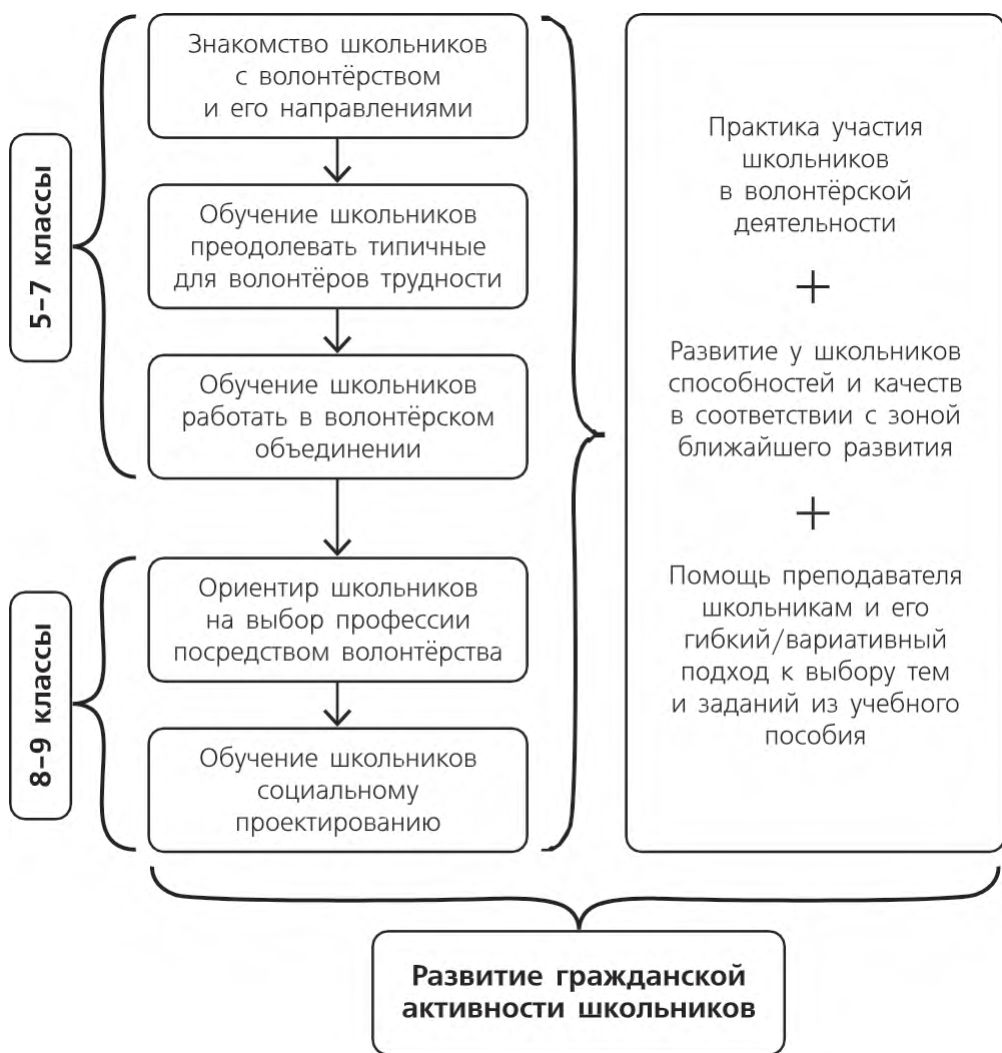 5–7 классы
Знакомство школьников
с волонтёрством
и его направлениями
Обучение школьников
преодолевать типичные
для волонтёров трудности
Обучение школьников
работать в волонтёрском
объединении
8–9 классы
Ориентир школьников
на выбор профессии
посредством волонтёрства
Обучение школьников
социальному
проектированию
Практика участия
школьников
в волонтёрской
деятельности
+
Развитие у школьников
способностей и качеств
в соответствии с зоной
ближайшего развития
+
Помощь преподавателя
школьникам и его
гибкий/вариативный
подход к выбору тем
и заданий из учебного
пособия
Развитие гражданской
активности школьников